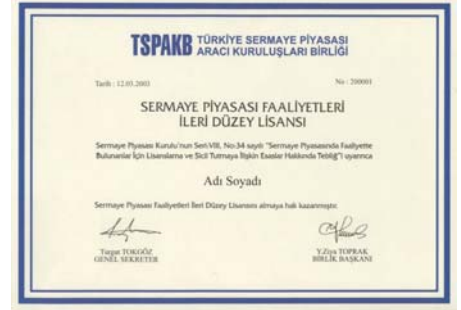 TSPAKB TÜRKİYE SERMAYE PİYASASI
ARACI KURULUŞLARI BİRLİĞİ
Tarih : 12.05.2003 No : 200001
SERMAYE PİYASASI FAALİYETLERİ
İLERİ DÜZEY LİSANSI
Sermaye Piyasası Kurulu'nun Seri:VIII, No:34 sayılı "Sermaye Piyasasında Faaliyette
Bulunanlar İçin Lisanslama ve Sicil Tutmaya İlişkin Esaslar Hakkında Tebliğ"i uyarınca
Adı Soyadı
Sermaye Piyasası Faaliyetleri İleri Düzey Lisansını almaya hak kazanmıştır.
Turgut TOKGÖZ Y.Ziya TOPRAK
GENEL SEKRETER BİRLİK BAŞKANI